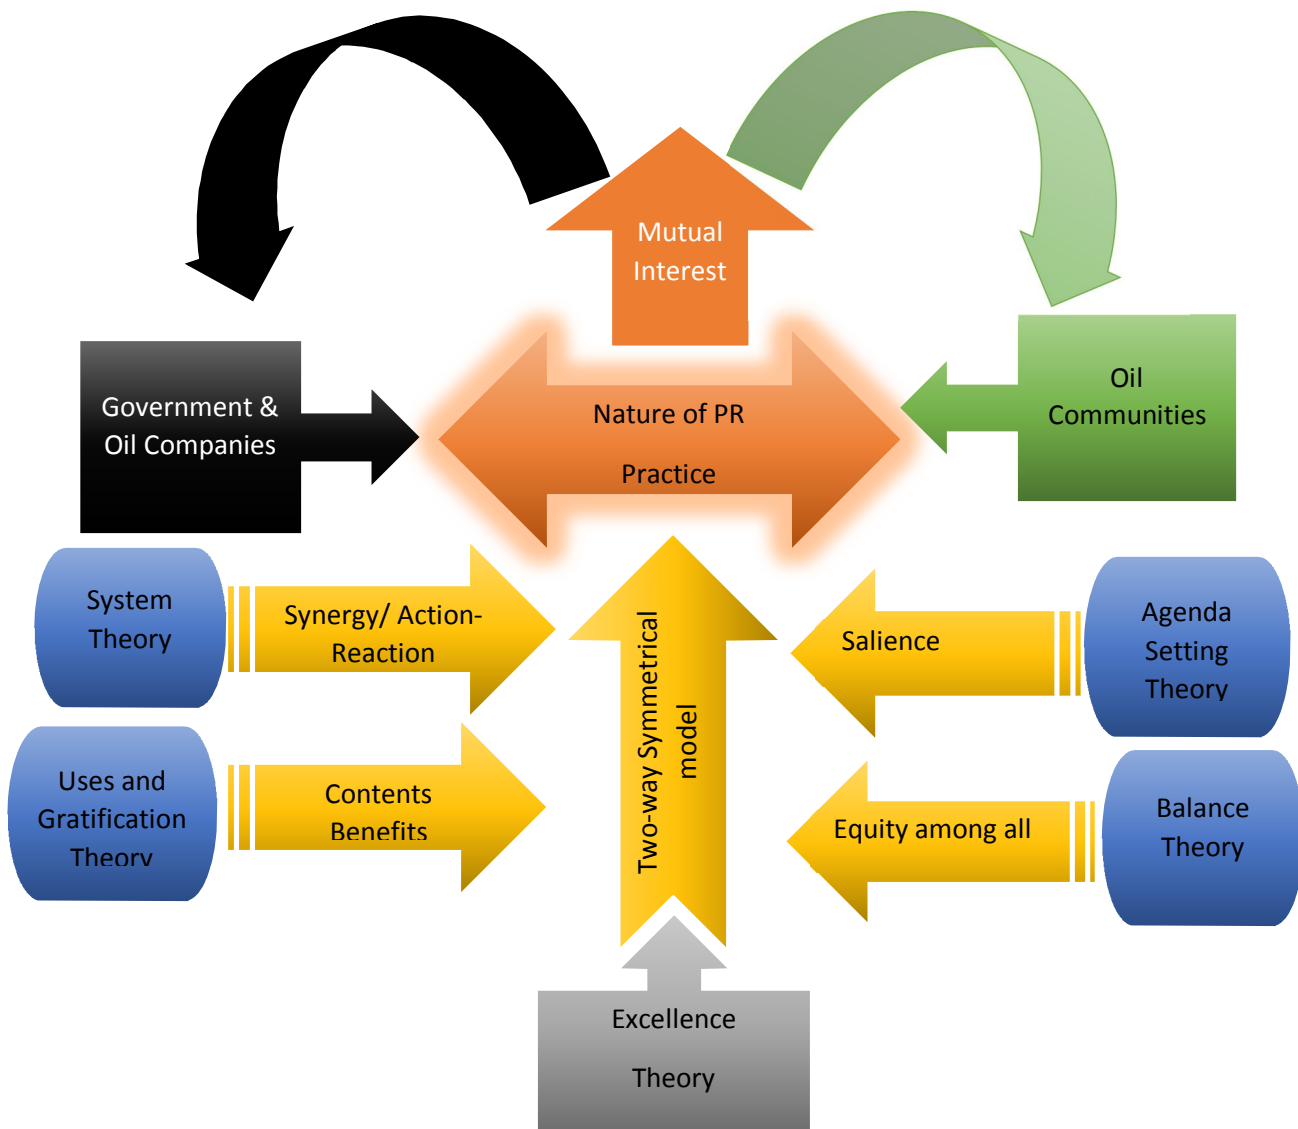 Mutual
Interest
Government &
Oil Companies
Nature of PR
Practice
Oil
Communities
System
Theory
Synergy/ Action-
Reaction
Two-way Symmetrical
model
Salience
Agenda
Setting
Theory
Uses and
Gratification
Theory
Contents
Benefits
Equity among all
Balance
Theory
Excellence
Theory